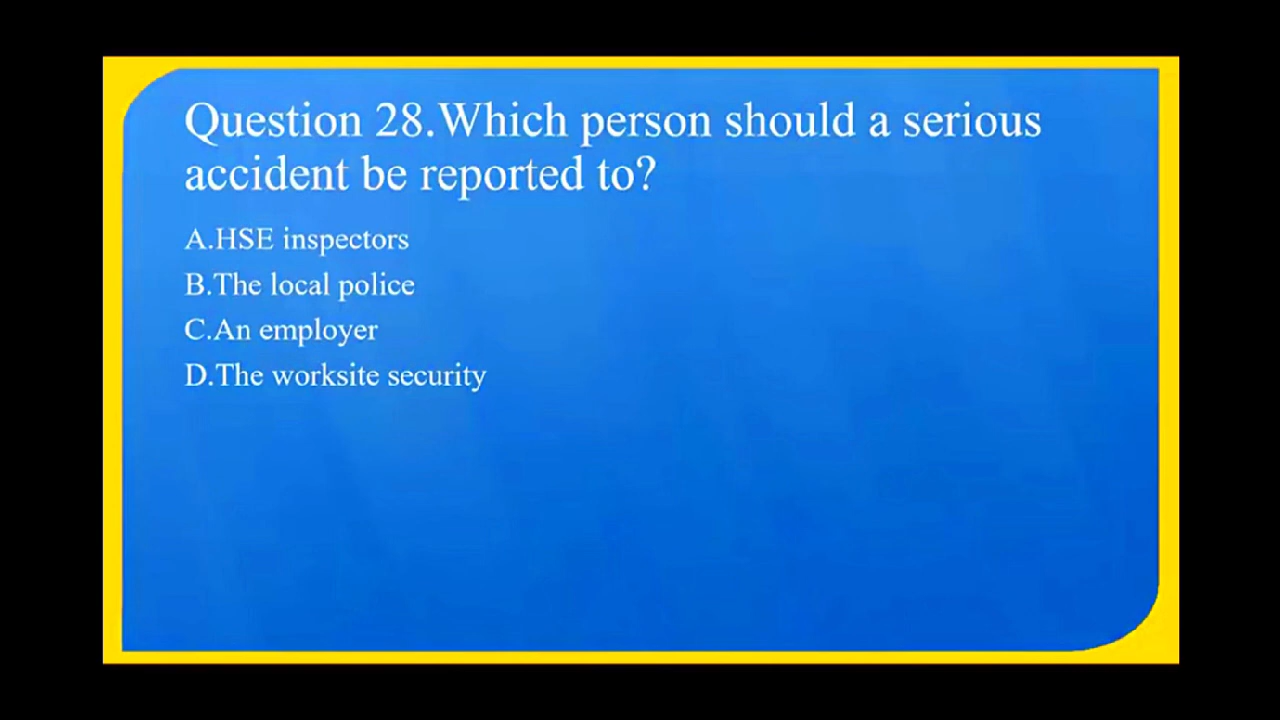 Question 28.Which person should a serious
accident be reported to?
A.HSE inspectors
B.The local police
C.An employer
D.The worksite security